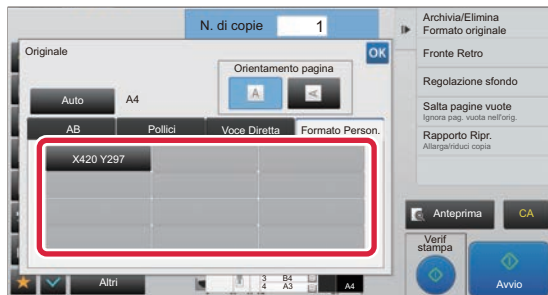 N. di copie 1
Originale
OK
Orientamento pagina
A A
Auto A4
AB Pollici Voce Diretta Formato Person.
X420 Y297
Altri
3 B4
4 A3
A4
Archivia/Elimina
Formato originale
Fronte Retro
Regolazione sfondo
Salta pagine vuote
Ignora pag. vuota nell'orig.
Rapporto Ripr.
Allarga/riduci copia
Anteprima CA
Verif
stampa
Avvio